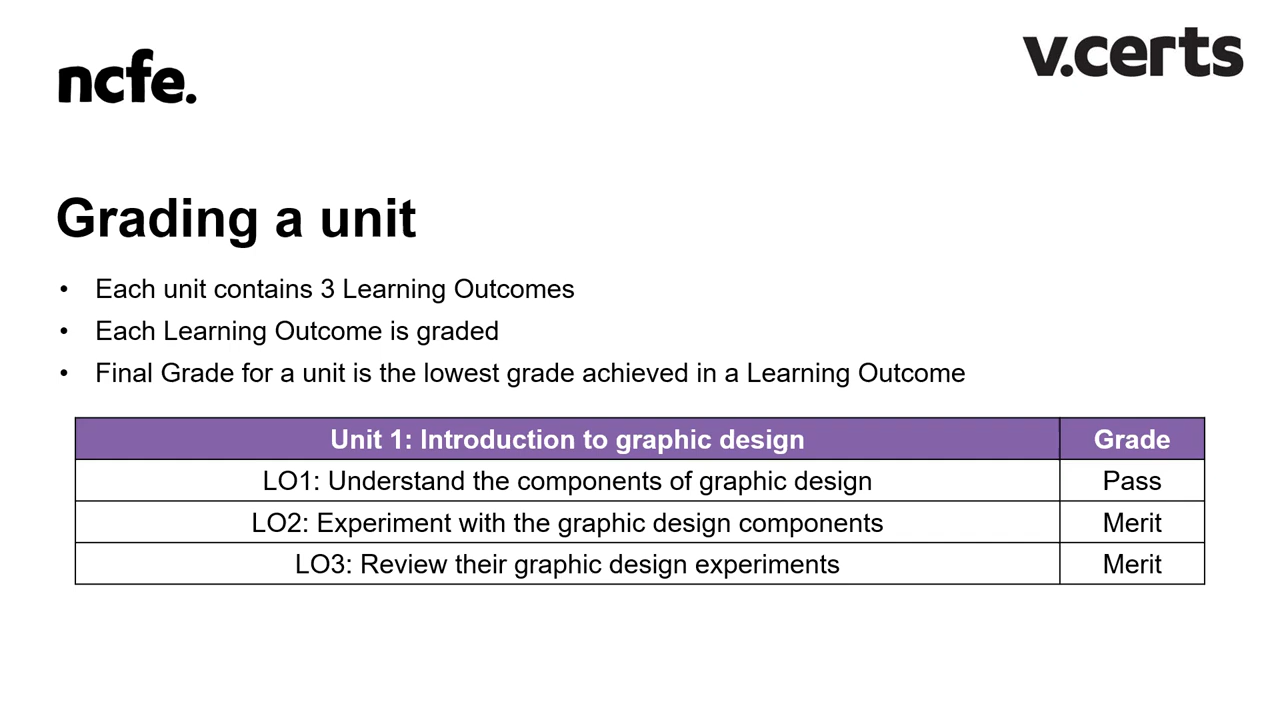 ncfe.
v.certs
Grading a unit
• Each unit contains 3 Learning Outcomes
• Each Learning Outcome is graded
• Final Grade for a unit is the lowest grade achieved in a Learning Outcome
Unit 1: Introduction to graphic design Grade
LO1: Understand the components of graphic design Pass
LO2: Experiment with the graphic design components Merit
LO3: Review their graphic design experiments Merit